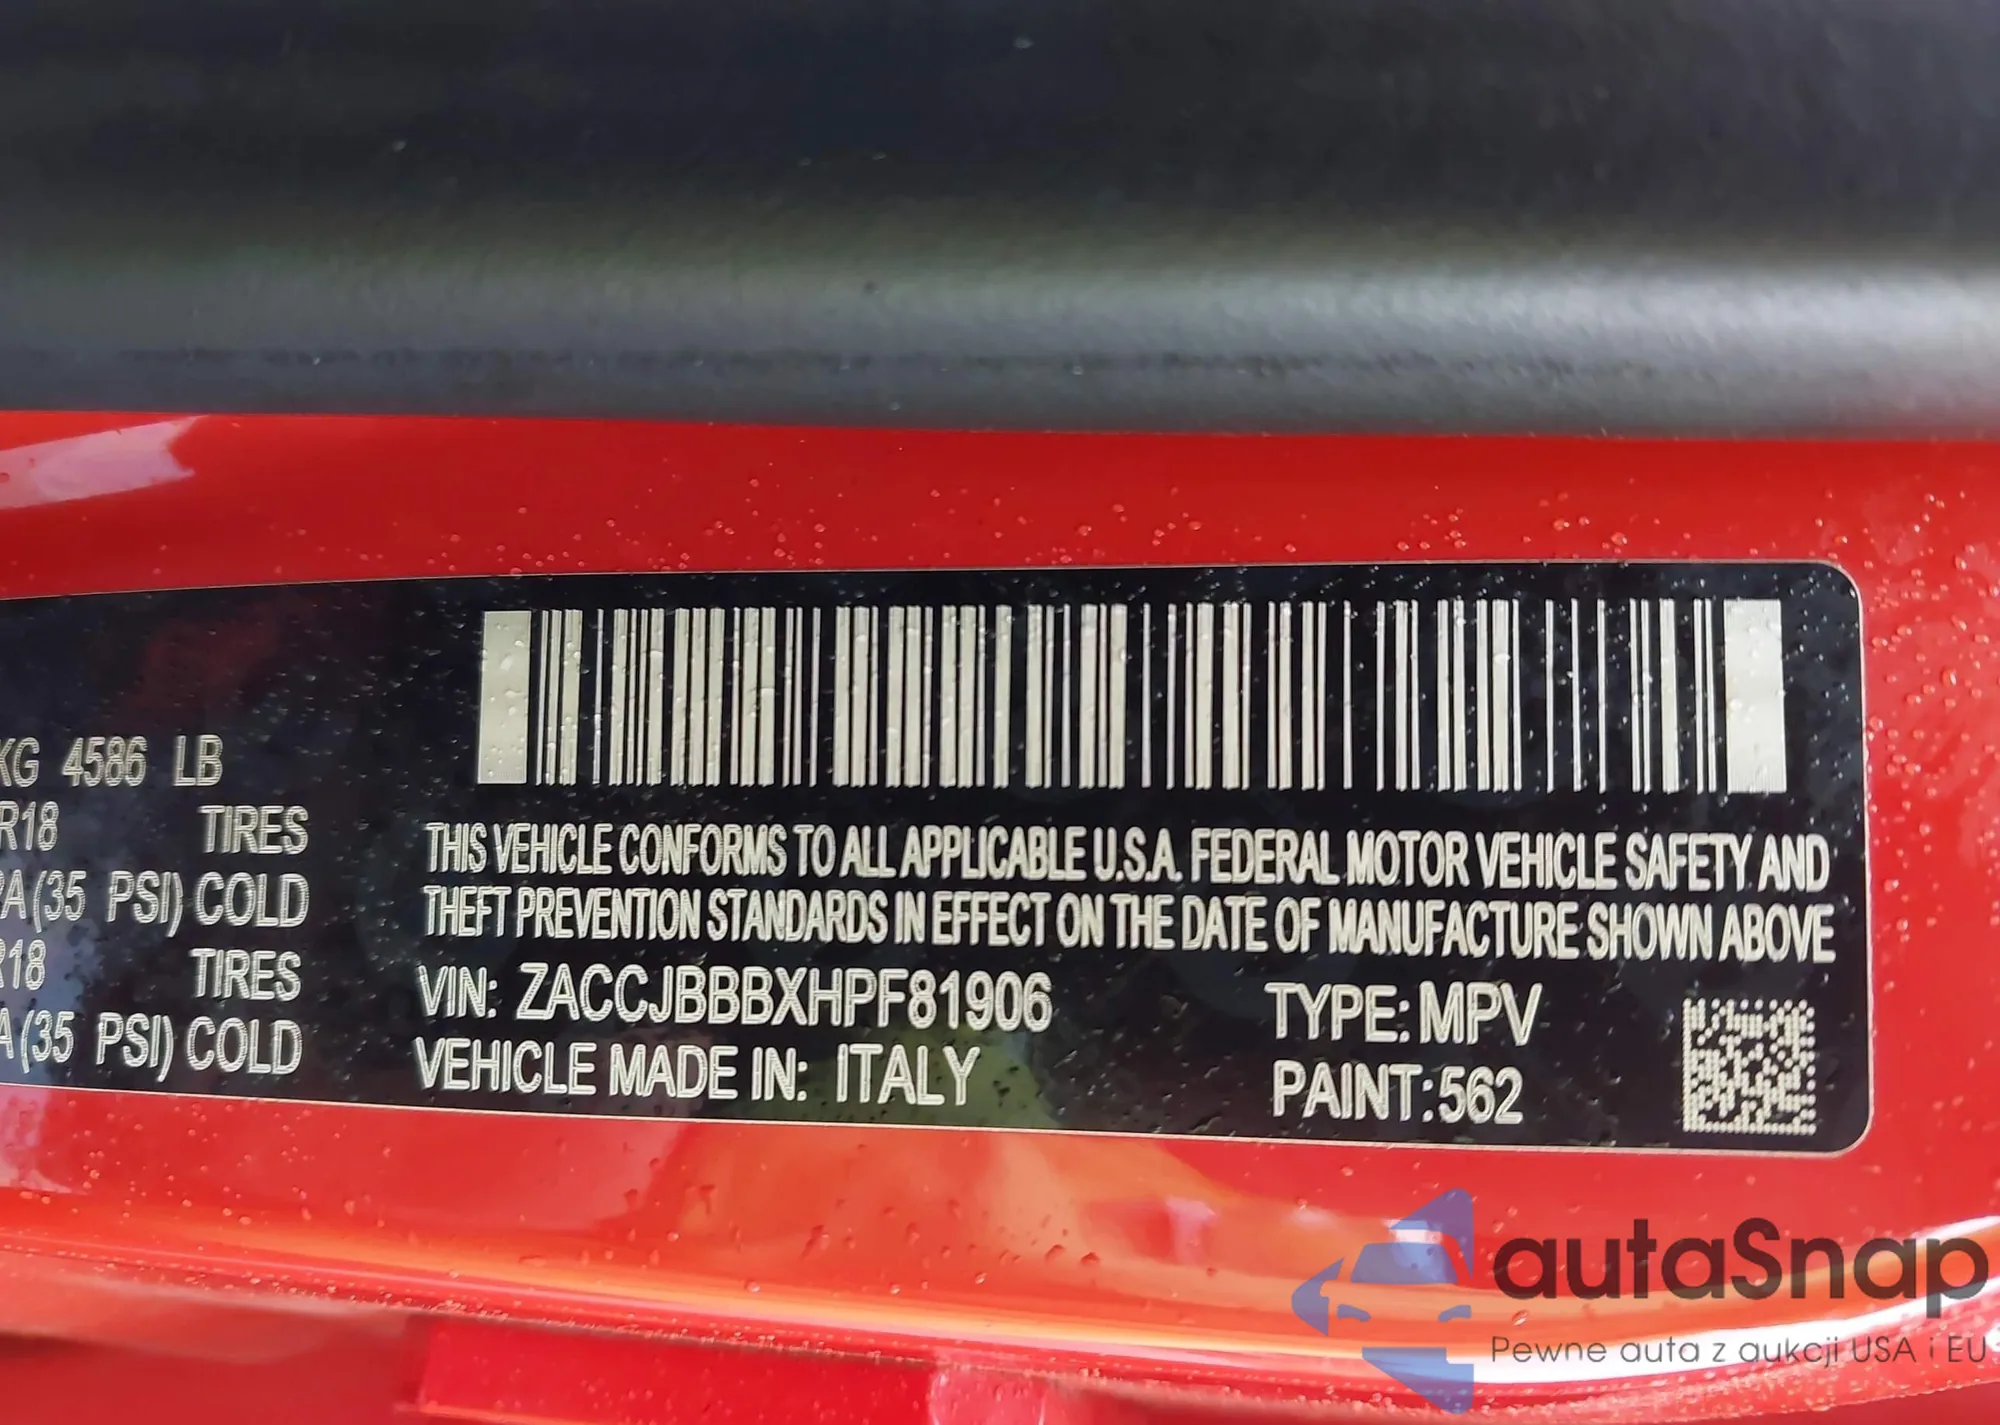 KG 4586 LB
R18 TIRES
PA (35 PSI) COLD
R18 TIRES
A (35 PSI) COLD
THIS VEHICLE CONFORMS TO ALL APPLICABLE U.S.A. FEDERAL MOTOR VEHICLE SAFETY AND
THEFT PREVENTION STANDARDS IN EFFECT ON THE DATE OF MANUFACTURE SHOWN ABOVE
VIN: ZACCJBBBXHPF81906 TYPE: MPV
VEHICLE MADE IN: ITALY PAINT: 562
autaSnap
Pewne auta z aukcji USA i EU